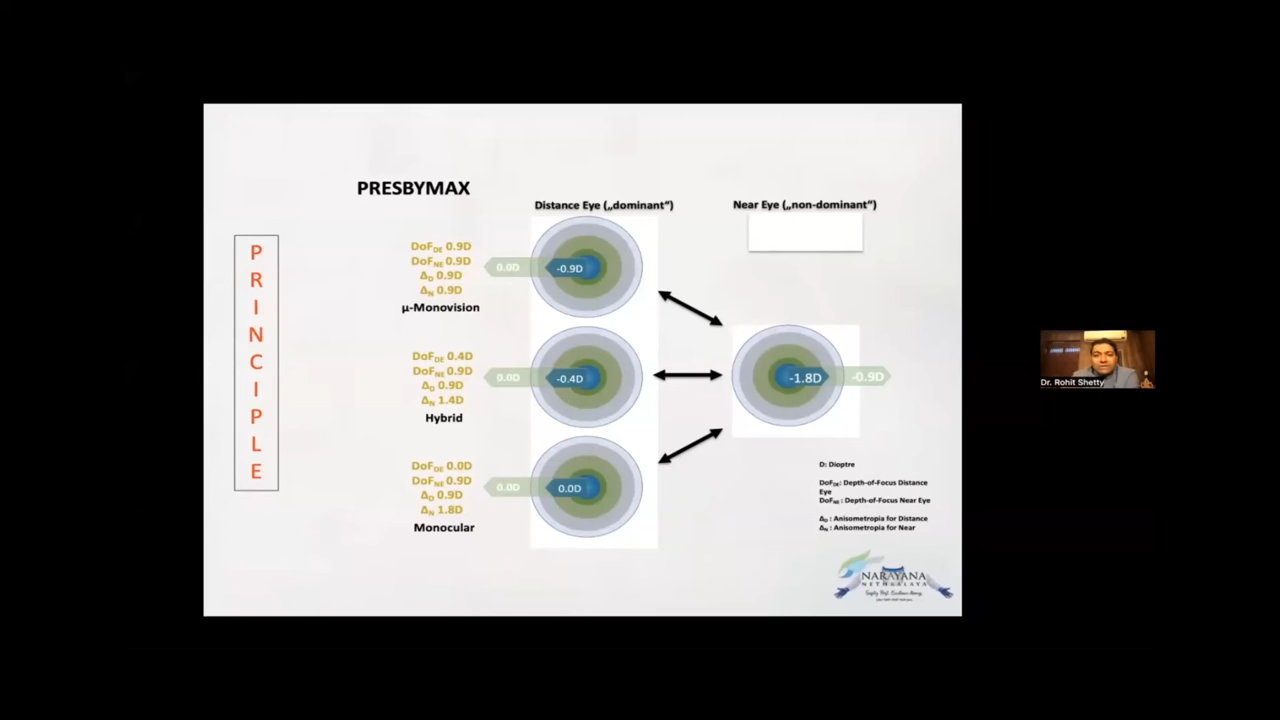 PRESBYMAX
Distance Eye („dominant“)
Near Eye („non-dominant“)
P
R
I
N
C
I
P
L
E
DoF_DE 0.9D
DoF_NE 0.9D
Δ_D 0.9D
Δ_N 0.9D
µ-Monovision
0.0D
-0.9D
DoF_DE 0.4D
DoF_NE 0.9D
Δ_D 0.9D
Δ_N 1.4D
Hybrid
0.0D
-0.4D
-1.8D
-0.9D
DoF_DE 0.0D
DoF_NE 0.9D
Δ_D 0.9D
Δ_N 1.8D
Monocular
0.0D
0.0D
D: Dioptre
DoF_DE: Depth-of-Focus Distance
Eye
DoF_NE : Depth-of-Focus Near Eye
Δ_D : Anisometropia for Distance
Δ_N : Anisometropia for Near
NARAYANA
NETHRALAYA
Dr. Rohit Shetty